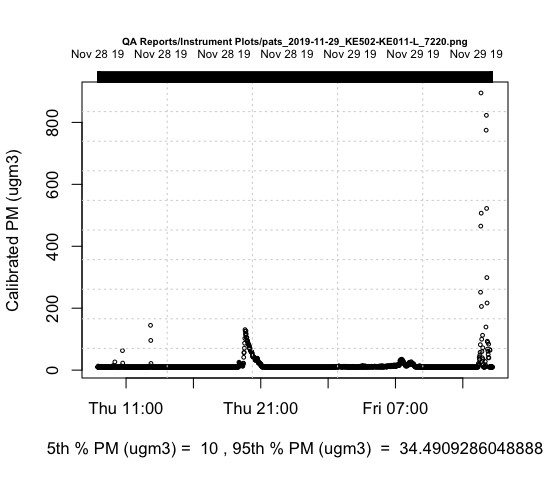 QA Reports/Instrument Plots/pats_2019-11-29_KE502-KE011-L_7220.png
Nov 28 19 Nov 28 19 Nov 28 19 Nov 28 19 Nov 29 19 Nov 29 19 Nov 29 19
Calibrated PM (ugm3)
800
600
400
200
0
Thu 11:00 Thu 21:00 Fri 07:00
5th % PM (ugm3) = 10 , 95th % PM (ugm3) = 34.4909286048888